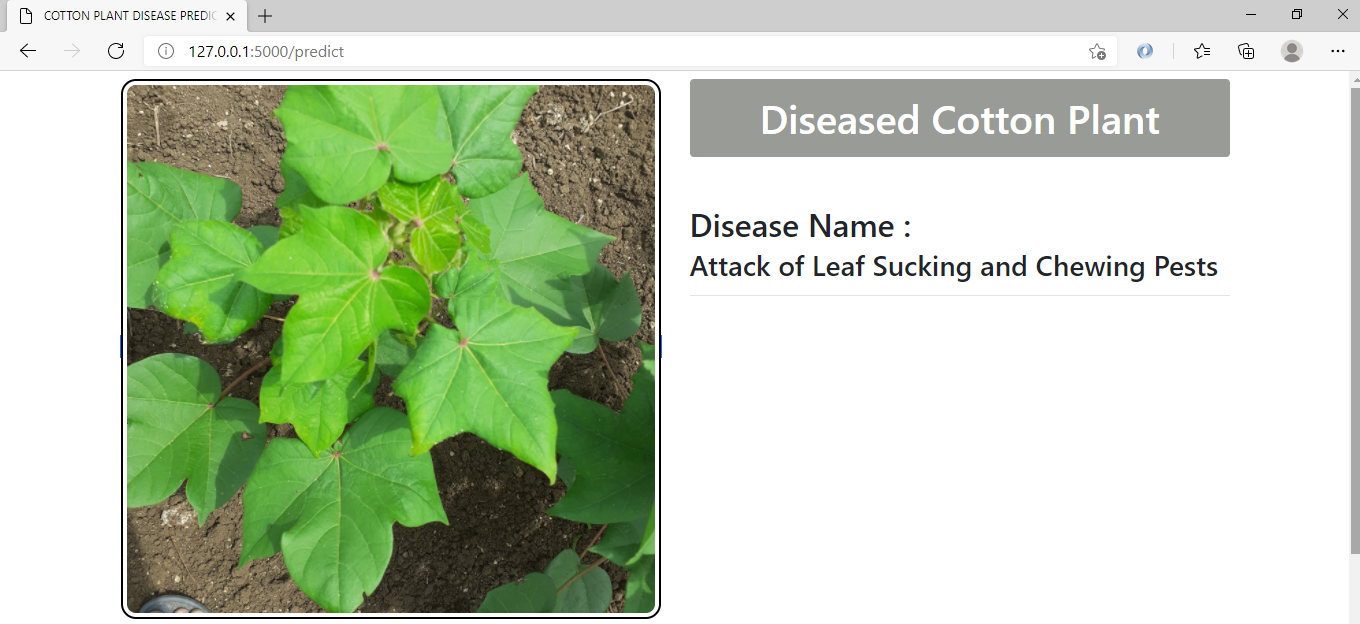 COTTON PLANT DISEASE PREDIC
127.0.0.1:5000/predict
Diseased Cotton Plant
Disease Name :
Attack of Leaf Sucking and Chewing Pests